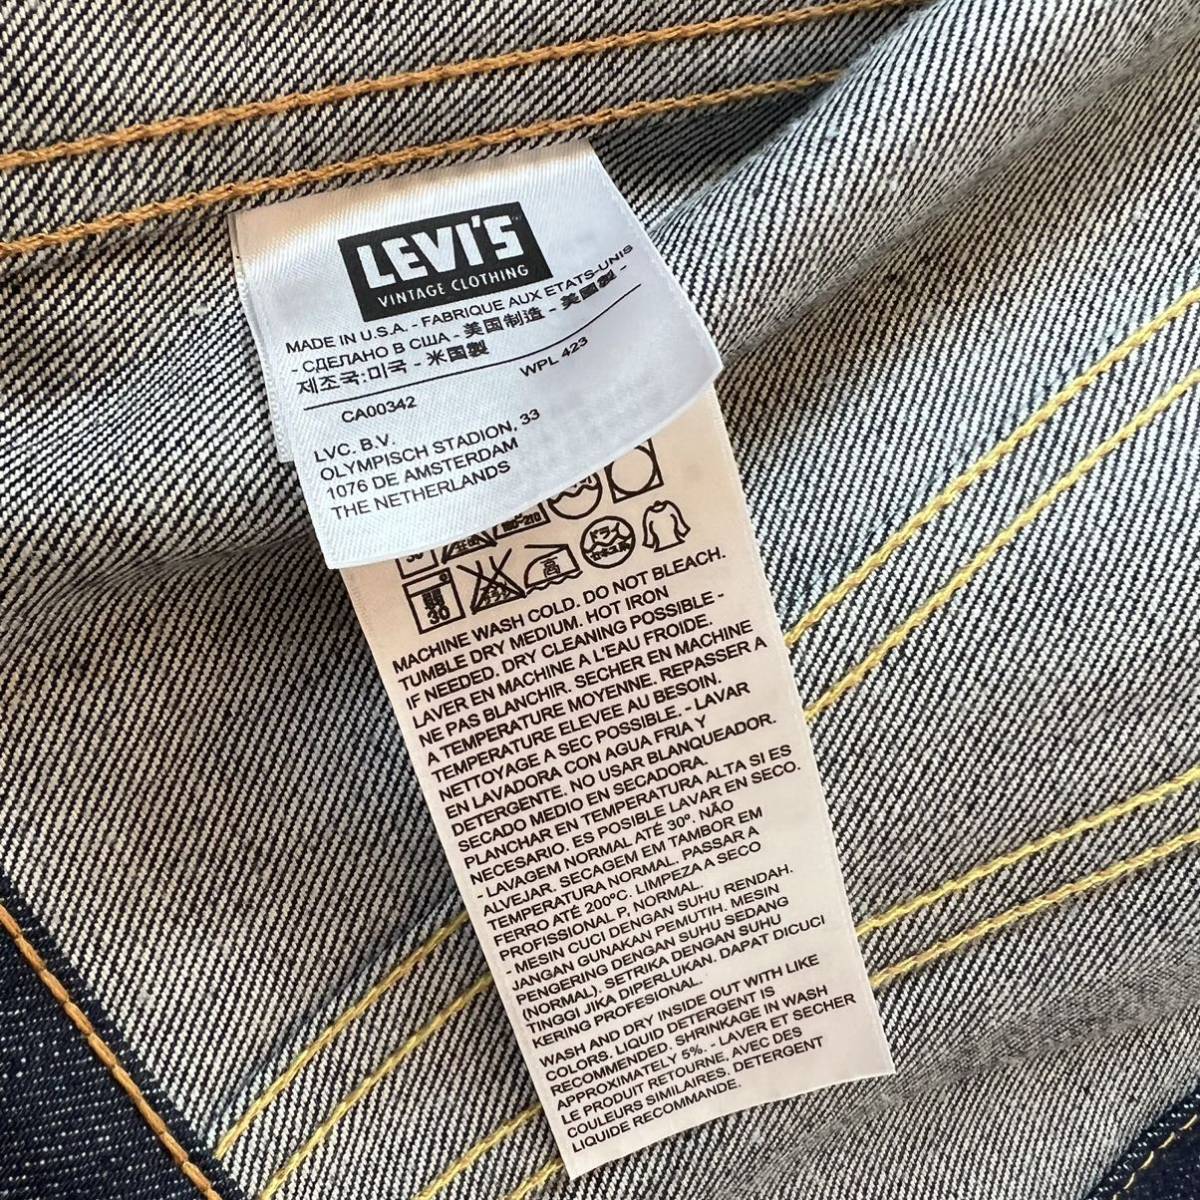 LEVI'S
VINTAGE CLOTHING
MADE IN U.S.A. - FABRIQUE AUX ETATS-UNIS
- СДЕЛАНО В США - 美国制造 - 美國製 -
제조국:미국 - 米国製
CA00342 WPL 423
LVC. B.V.
OLYMPISCH STADION, 33
1076 DE AMSTERDAM
THE NETHERLANDS
30
ドライ
高
30
MACHINE WASH COLD. DO NOT BLEACH.
TUMBLE DRY MEDIUM. HOT IRON
IF NEEDED. DRY CLEANING POSSIBLE -
LAVER EN MACHINE A L'EAU FROIDE.
NE PAS BLANCHIR. SECHER EN MACHINE
A TEMPERATURE MOYENNE. REPASSER A
TEMPERATURE ELEVEE AU BESOIN.
NETTOYAGE A SEC POSSIBLE. - LAVAR
EN LAVADORA CON AGUA FRIA Y
DETERGENTE. NO USAR BLANQUEADOR.
SECADO MEDIO EN SECADORA.
PLANCHAR EN TEMPERATURA ALTA SI ES
NECESARIO. ES POSIBLE LAVAR EN SECO.
- LAVAGEM NORMAL ATÉ 30º. NÃO
ALVEJAR. SECAGEM EM TAMBOR EM
TEMPERATURA NORMAL. PASSAR A
FERRO ATÉ 200ºC. LIMPEZA A SECO
PROFISSIONAL P, NORMAL.
- MESIN CUCI DENGAN SUHU RENDAH.
JANGAN GUNAKAN PEMUTIH. MESIN
PENGERING DENGAN SUHU SEDANG
(NORMAL). SETRIKA DENGAN SUHU
TINGGI JIKA DIPERLUKAN. DAPAT DICUCI
KERING PROFESIONAL.
WASH AND DRY INSIDE OUT WITH LIKE
COLORS. LIQUID DETERGENT IS
RECOMMENDED. SHRINKAGE IN WASH
APPROXIMATELY 5%. - LAVER ET SECHER
LE PRODUIT RETOURNE, AVEC DES
COULEURS SIMILAIRES. DETERGENT
LIQUIDE RECOMMANDE.